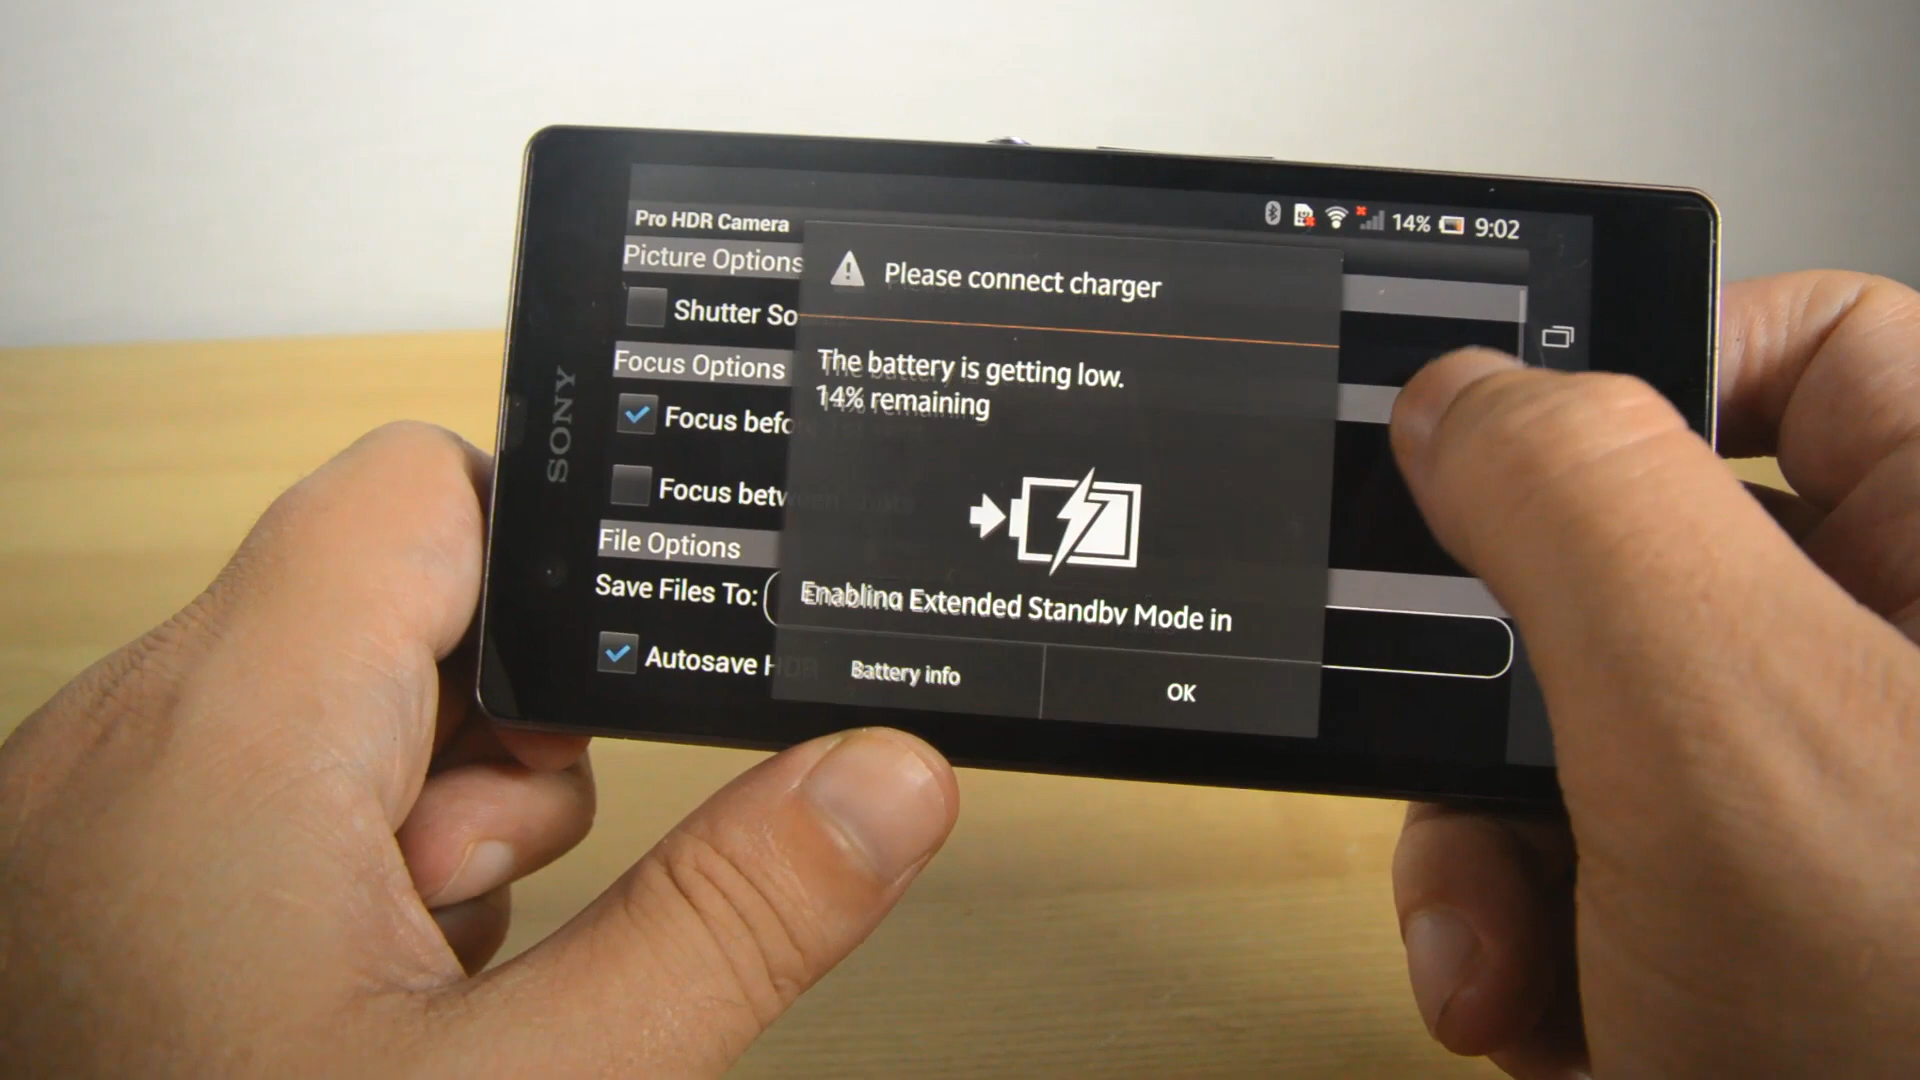 SONY
Pro HDR Camera
14% 9:02
Picture Options
Shutter So
Focus Options
Focus befo
Focus betw
File Options
Save Files To:
Autosave H
Please connect charger
The battery is getting low.
14% remaining
Enabling Extended Standby Mode in
Battery info
OK